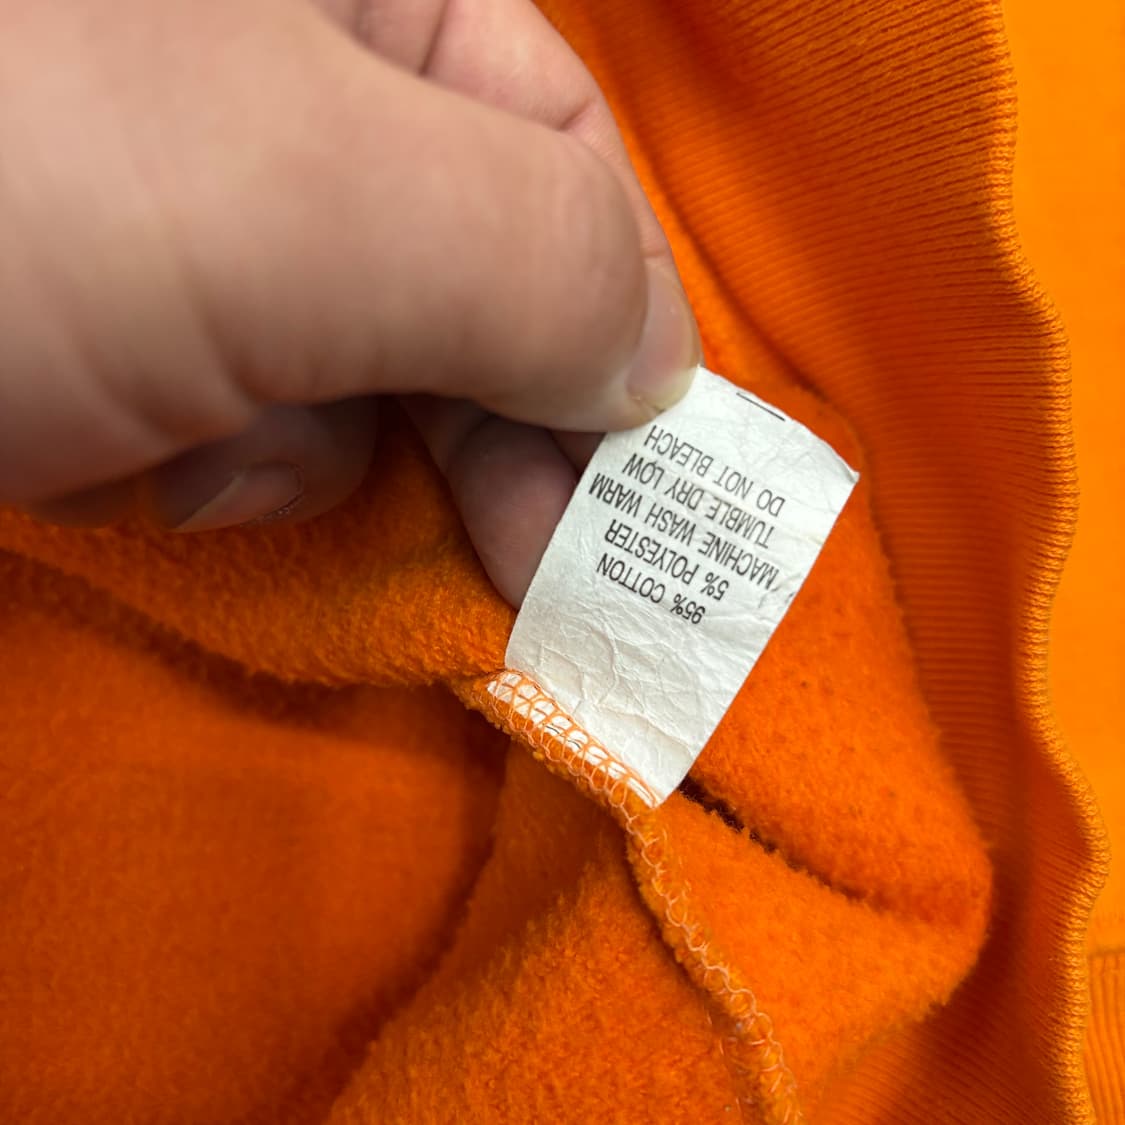 95% COTTON
5% POLYESTER
MACHINE WASH WARM
TUMBLE DRY LOW
DO NOT BLEACH